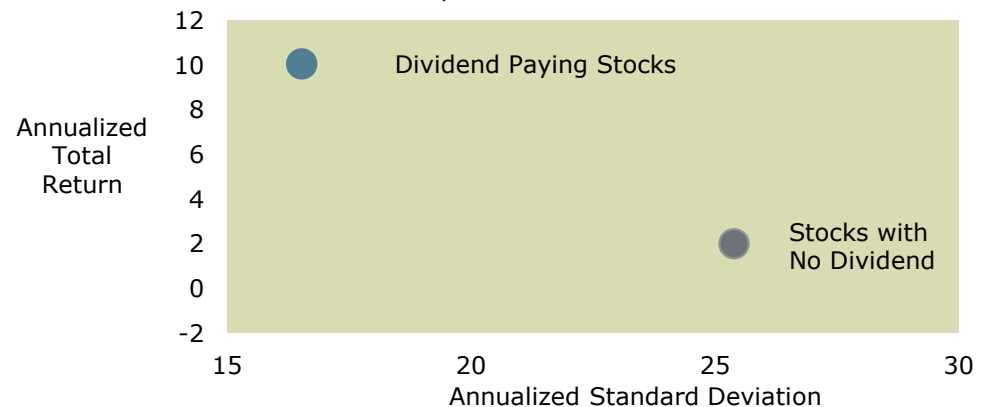 12
10
8
6
4
2
0
-2
Annualized
Total
Return
Dividend Paying Stocks
Stocks with
No Dividend
15 20 25 30
Annualized Standard Deviation